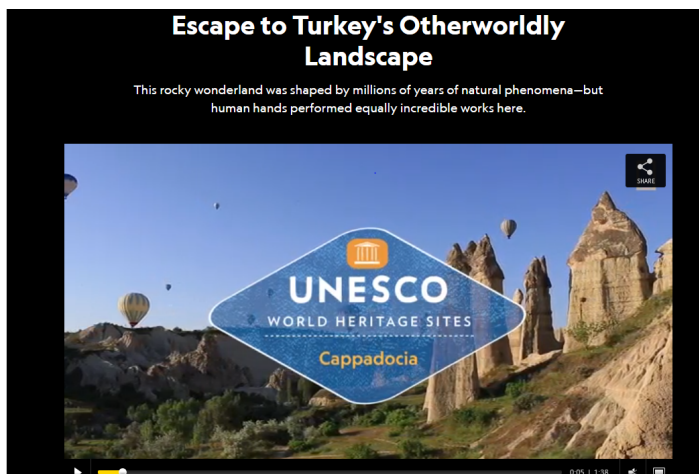 Escape to Turkey's Otherworldly
Landscape
This rocky wonderland was shaped by millions of years of natural phenomena—but
human hands performed equally incredible works here.
SHARE
UNESCO
WORLD HERITAGE SITES
Cappadocia
0:05 | 1:38